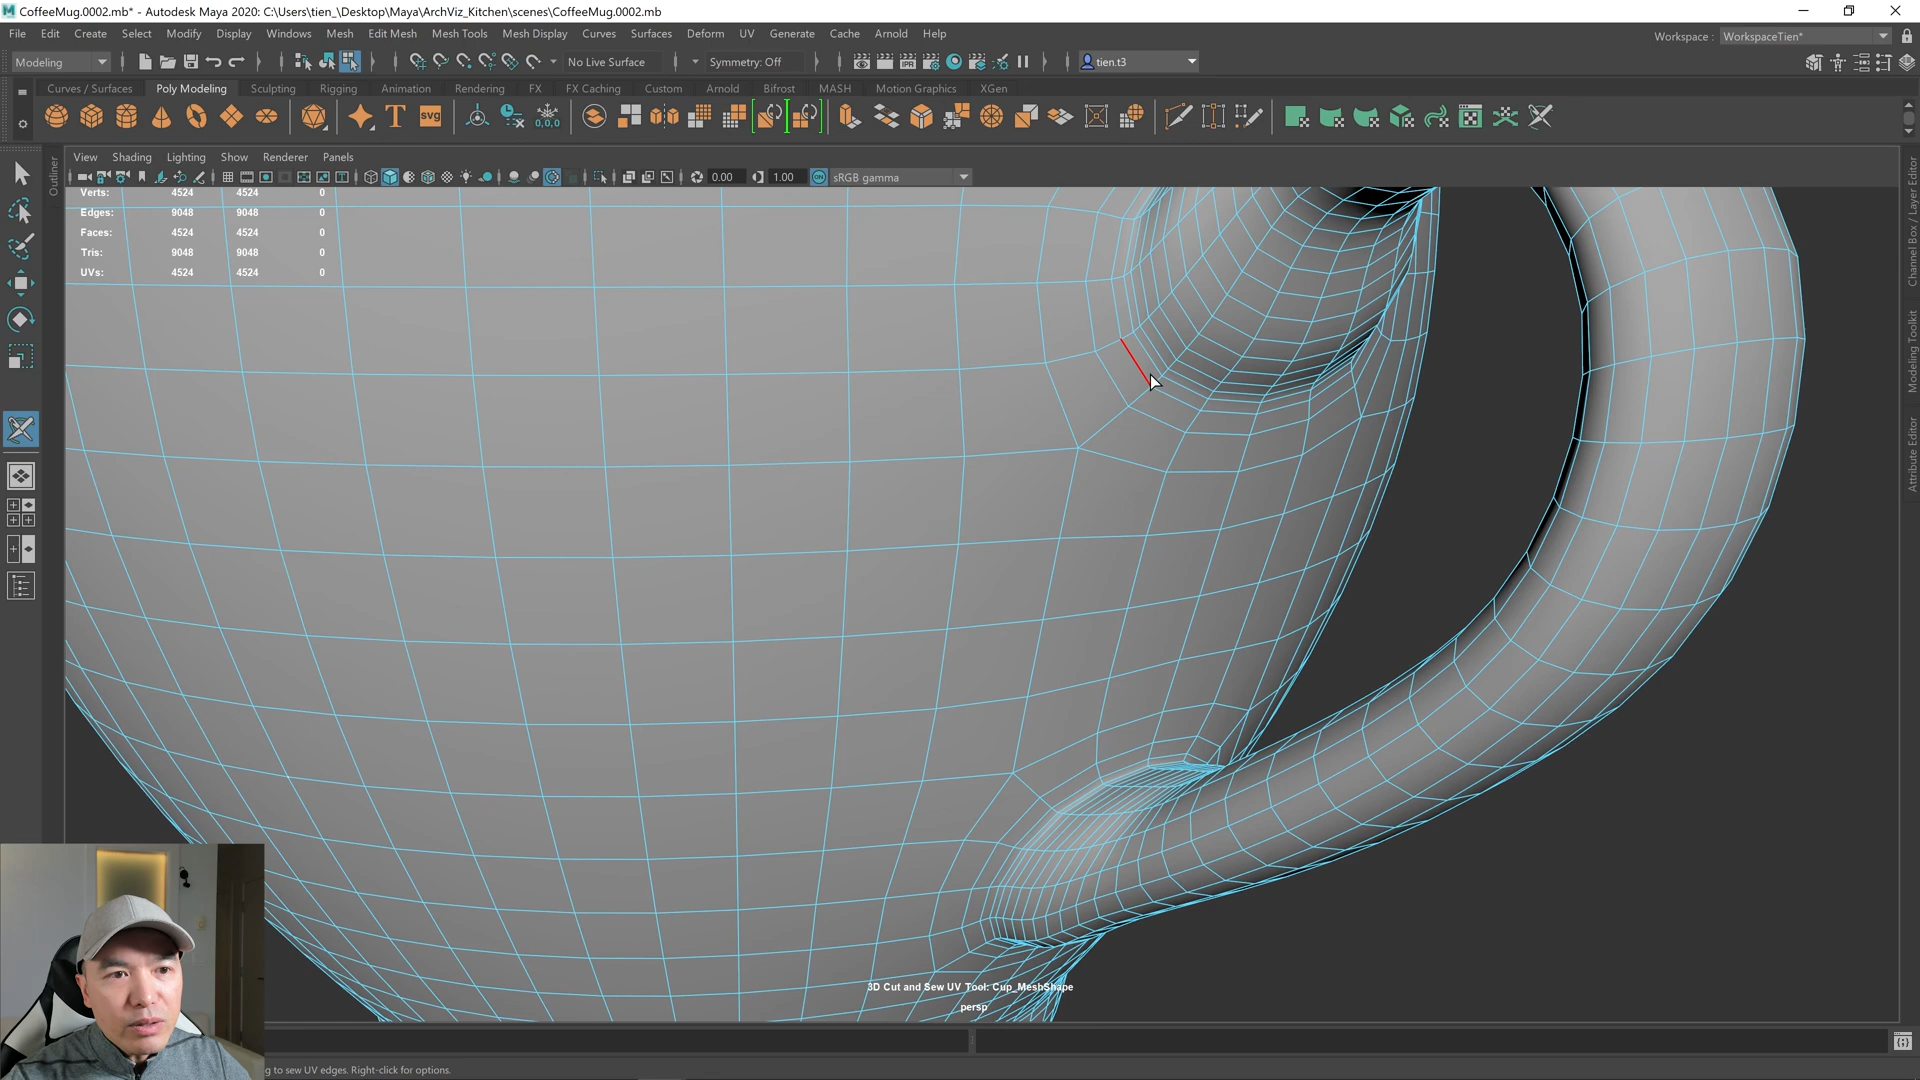 CoffeeMug.0002.mb* - Autodesk Maya 2020: C:\Users\tien_\Desktop\Maya\ArchViz_Kitchen\scenes\CoffeeMug.0002.mb
File Edit Create Select Modify Display Windows Mesh Edit Mesh Mesh Tools Mesh Display Curves Surfaces Deform UV Generate Cache Arnold Help
Workspace : WorkspaceTien*
Modeling No Live Surface Symmetry: Off tien.t3
Curves / Surfaces Poly Modeling Sculpting Rigging Animation Rendering FX FX Caching Custom Arnold Bifrost MASH Motion Graphics XGen
T svg 0,0,0
View Shading Lighting Show Renderer Panels
0.00 1.00 ON sRGB gamma
Verts: 4524 4524 0
Edges: 9048 9048 0
Faces: 4524 4524 0
Tris: 9048 9048 0
UVs: 4524 4524 0
Outliner
Channel Box / Layer Editor
Modeling Toolkit
Attribute Editor
3D Cut and Sew UV Tool: Cup_MeshShape
persp
g to sew UV edges. Right-click for options.